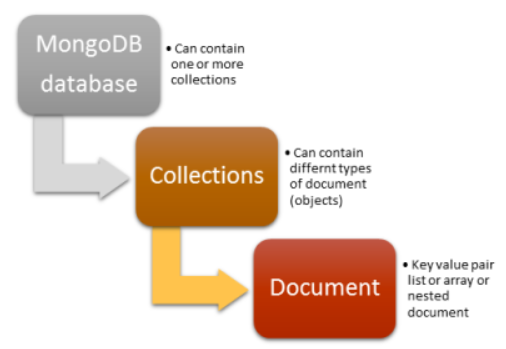 MongoDB
database
• Can contain
one or more
collections
Collections
• Can contain
differnt types
of document
(objects)
Document
• Key value pair
list or array or
nested
document